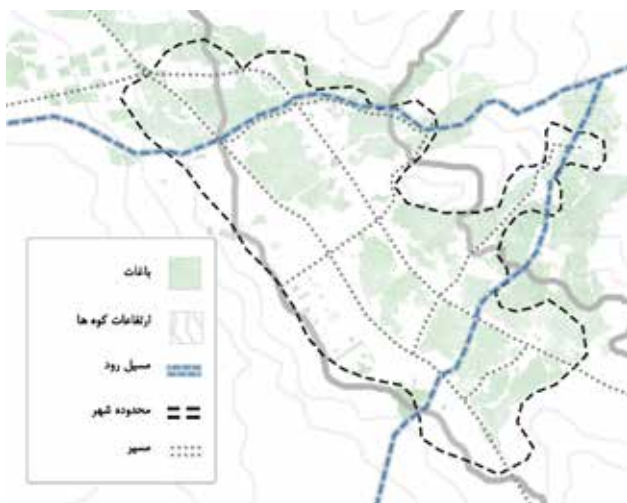 باغات
ارتفاعات کوه ها
مسیل رود
محدوده شهر
مسیر